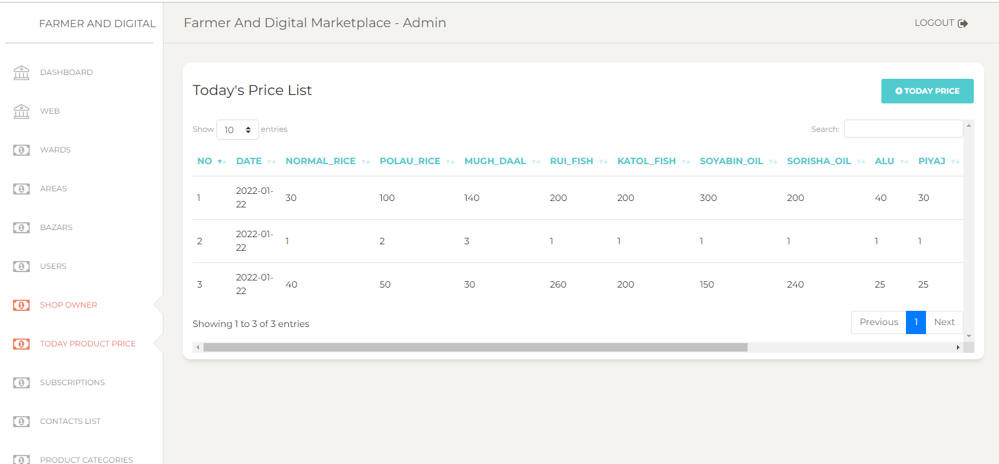 FARMER AND DIGITAL
Farmer And Digital Marketplace - Admin
LOGOUT
DASHBOARD
WEB
WARDS
AREAS
BAZARS
USERS
SHOP OWNER
TODAY PRODUCT PRICE
SUBSCRIPTIONS
CONTACTS LIST
PRODUCT CATEGORIES
Today's Price List
TODAY PRICE
Show 10 entries
Search:
NO DATE NORMAL_RICE POLAU_RICE MUGH_DAAL RUI_FISH KATOL_FISH SOYABIN_OIL SORISHA_OIL ALU PIYAJ
1 2022-01-22 30 100 140 200 200 300 200 40 30
2 2022-01-22 1 2 3 1 1 1 1 1 1
3 2022-01-22 40 50 30 260 200 150 240 25 25
Showing 1 to 3 of 3 entries
Previous 1 Next